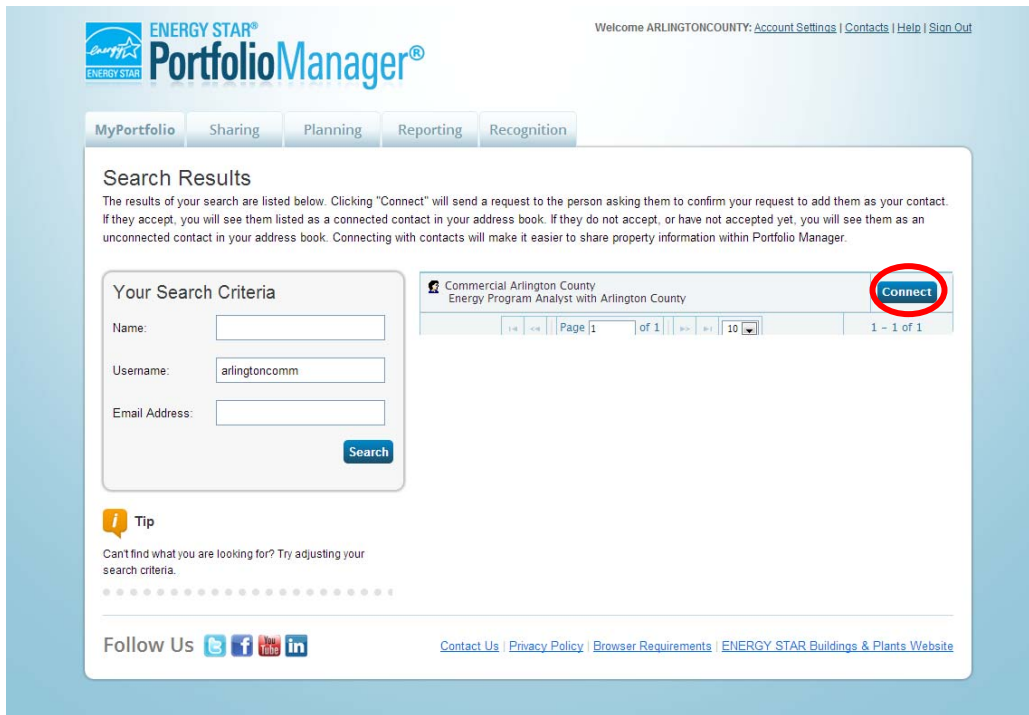 ENERGY STAR®
PortfolioManager®
energy
ENERGY STAR
Welcome ARLINGTONCOUNTY: Account Settings | Contacts | Help | Sign Out
MyPortfolio Sharing Planning Reporting Recognition
Search Results
The results of your search are listed below. Clicking "Connect" will send a request to the person asking them to confirm your request to add them as your contact.
If they accept, you will see them listed as a connected contact in your address book. If they do not accept, or have not accepted yet, you will see them as an
unconnected contact in your address book. Connecting with contacts will make it easier to share property information within Portfolio Manager.
Your Search Criteria
Name:
Username: arlingtoncomm
Email Address:
Search
Commercial Arlington County
Energy Program Analyst with Arlington County
Connect
Page 1 of 1 10 1 - 1 of 1
i Tip
Can't find what you are looking for? Try adjusting your
search criteria.
Follow Us f You Tube in
Contact Us | Privacy Policy | Browser Requirements | ENERGY STAR Buildings & Plants Website